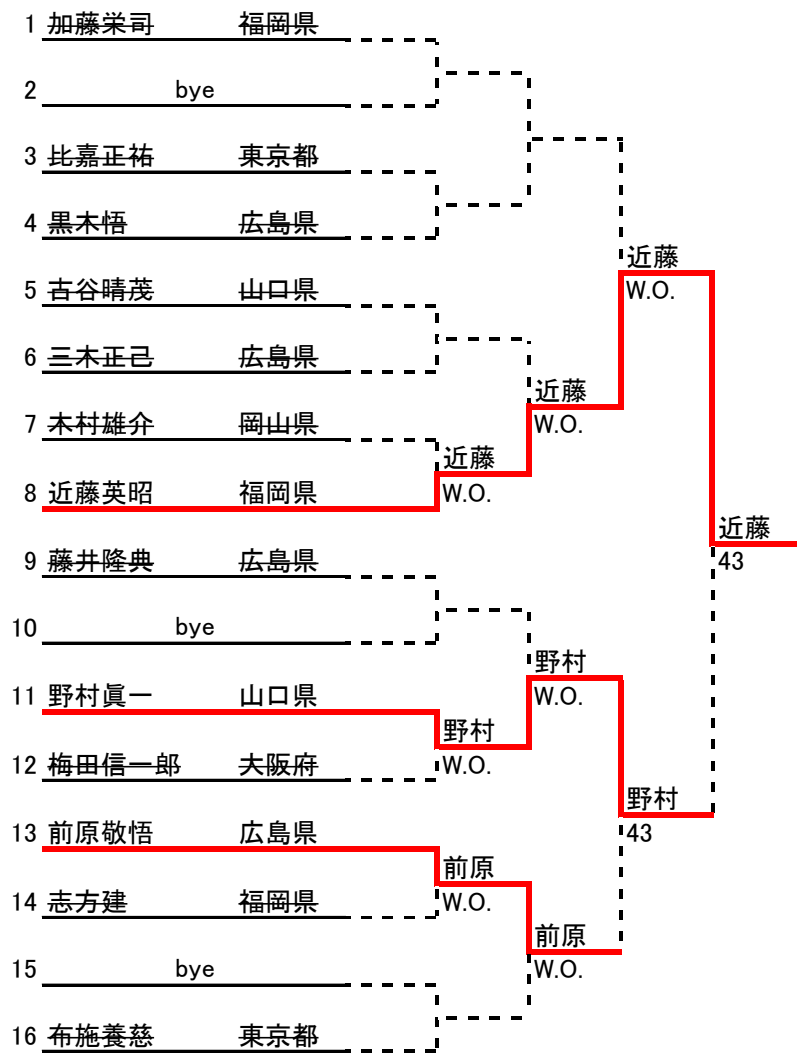 1 加藤栄司 福岡県
2 bye
3 比嘉正祐 東京都
4 黒木悟 広島県
近藤
5 古谷晴茂 山口県
W.O.
6 三木正己 広島県
近藤
7 木村雄介 岡山県
W.O.
近藤
8 近藤英昭 福岡県
W.O.
近藤
9 藤井隆典 広島県
43
10 bye
野村
11 野村眞一 山口県
W.O.
野村
12 梅田信一郎 大阪府
W.O.
野村
13 前原敬悟 広島県
43
前原
14 志方建 福岡県
W.O.
前原
15 bye
W.O.
16 布施養慈 東京都